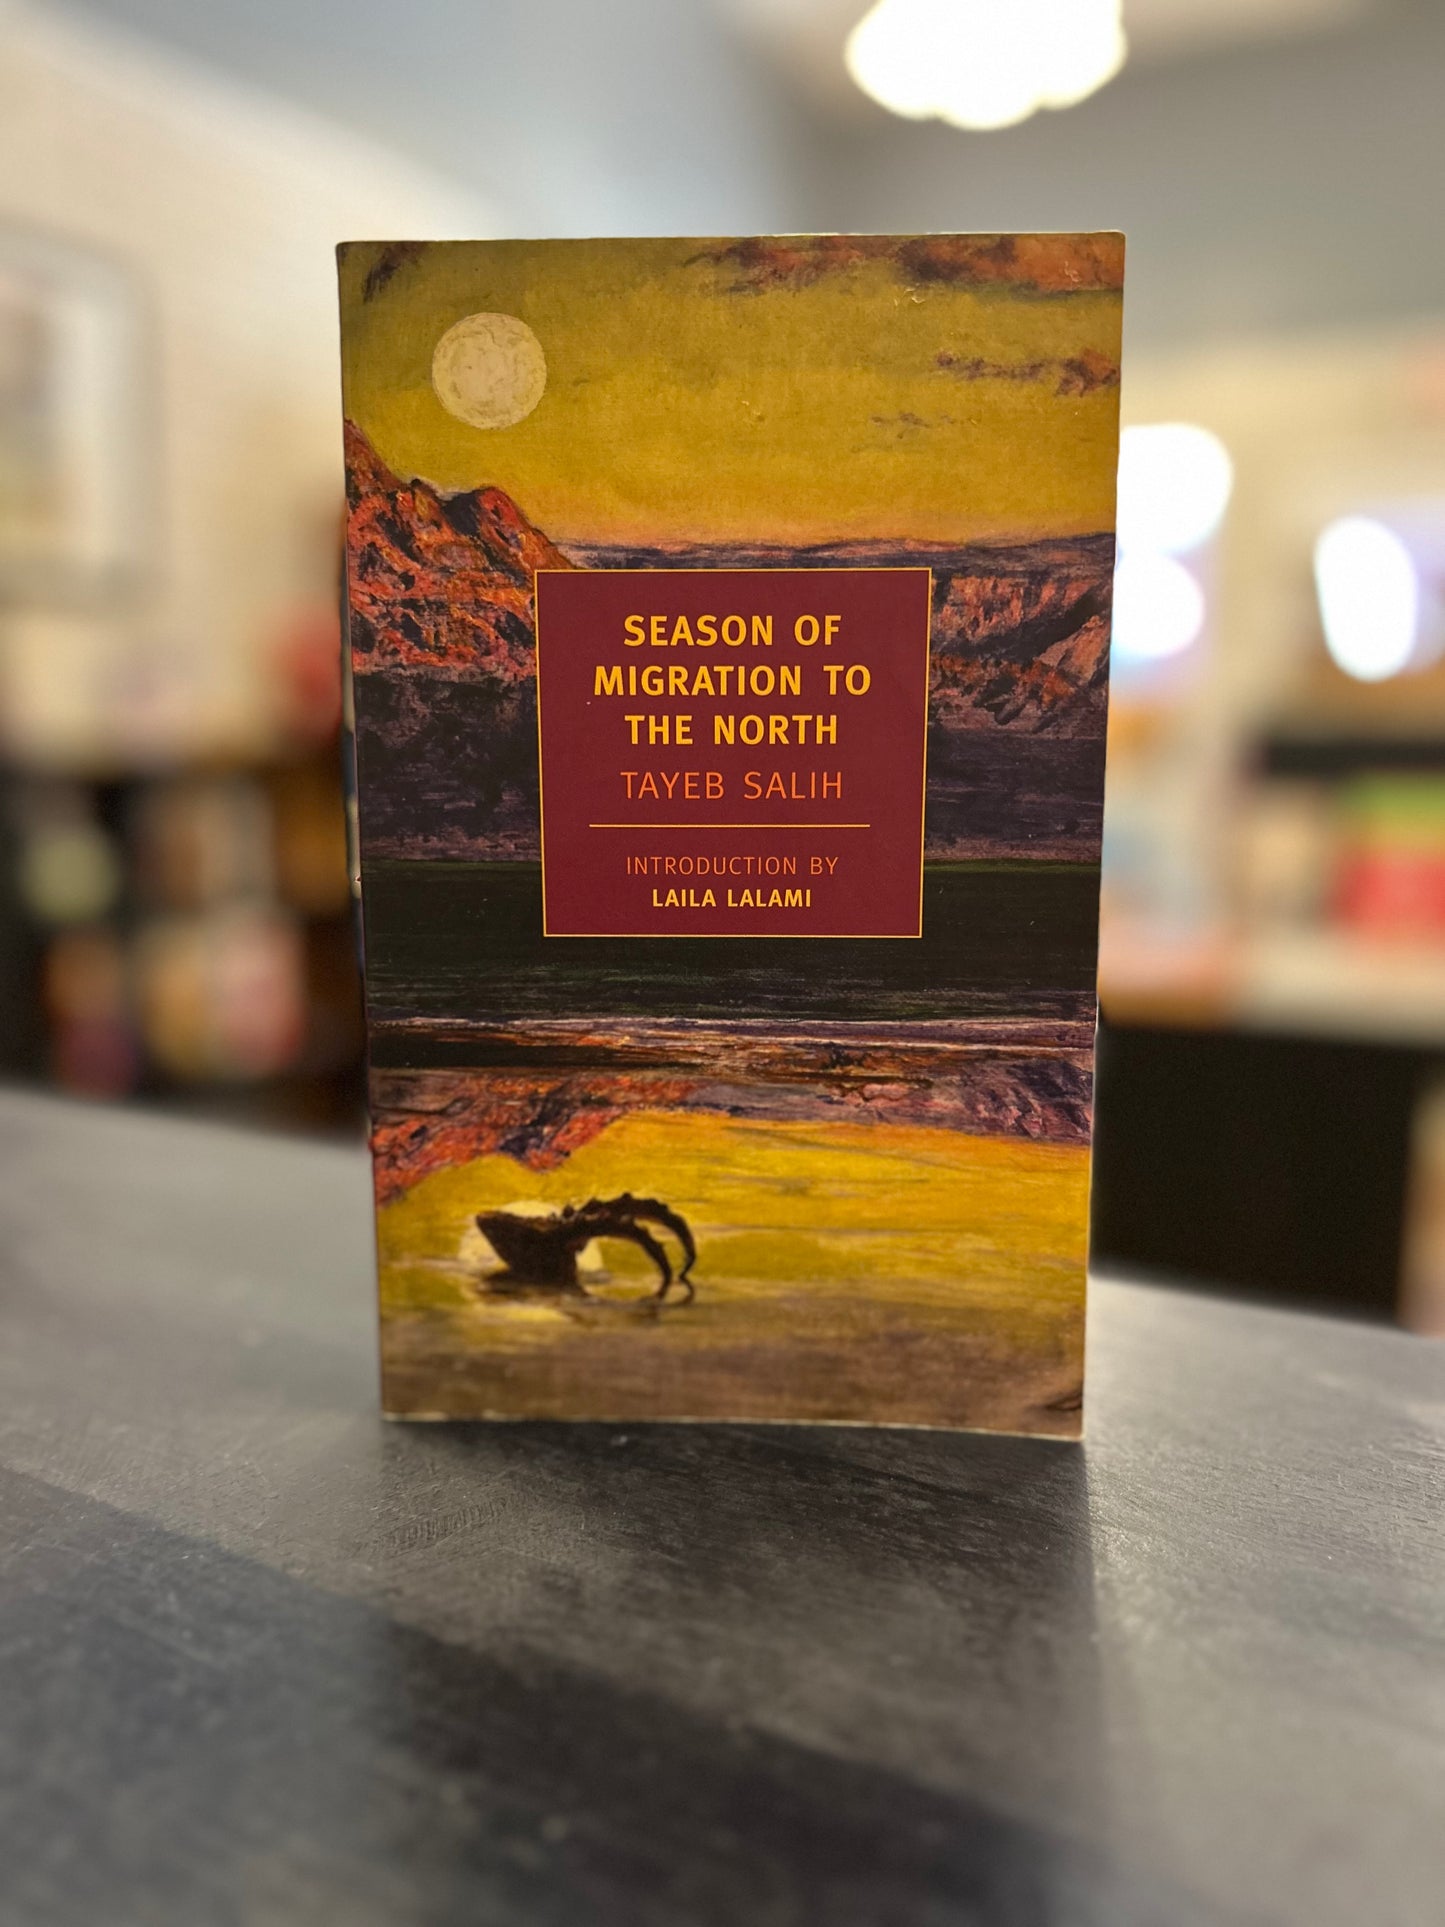 SEASON OF
MIGRATION TO
THE NORTH
TAYEB SALIH
INTRODUCTION BY
LAILA LALAMI